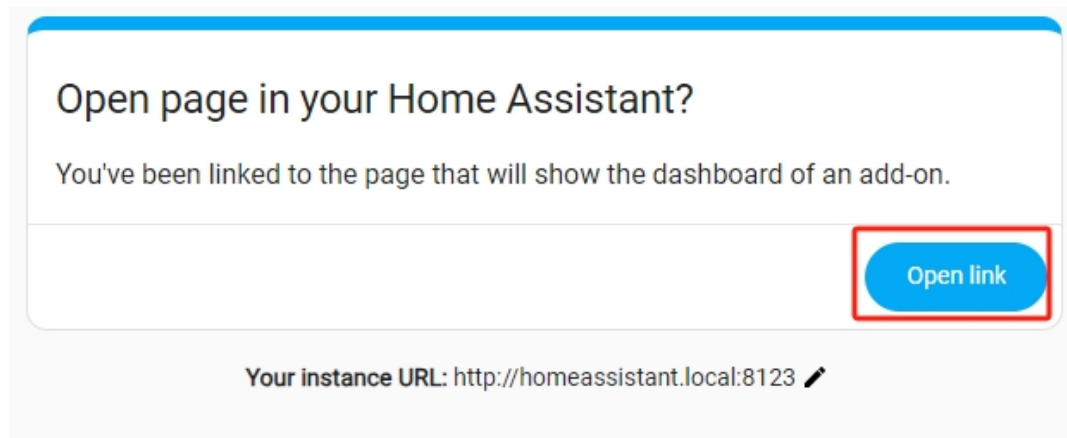 Open page in your Home Assistant?
You've been linked to the page that will show the dashboard of an add-on.
Open link
Your instance URL: http://homeassistant.local:8123